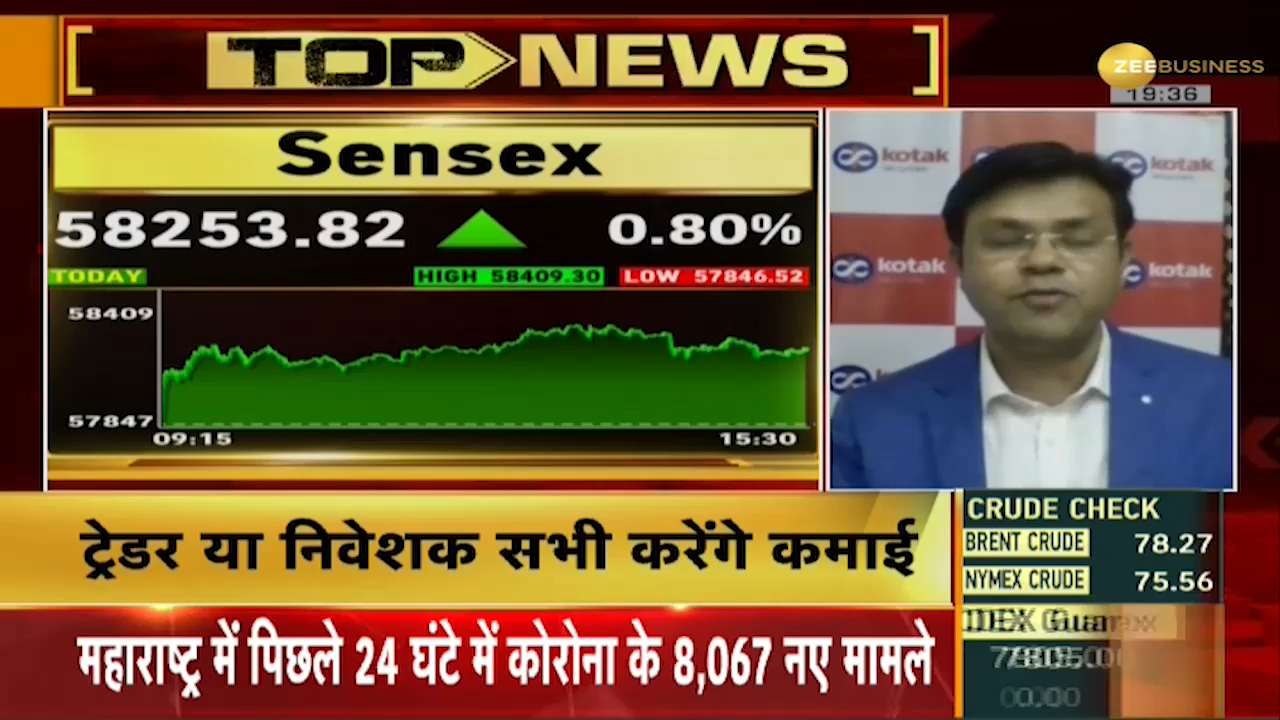 TOP NEWS
ZEEBUSINESS
19:36
Sensex
58253.82 0.80%
TODAY HIGH 58409.30 LOW 57846.52
58409
57847
09:15 15:30
kotak
kotak
kotak
kotak
ट्रेडर या निवेशक सभी करेंगे कमाई
महाराष्ट्र में पिछले 24 घंटे में कोरोना के 8,067 नए मामले
CRUDE CHECK
BRENT CRUDE 78.27
NYMEX CRUDE 75.56